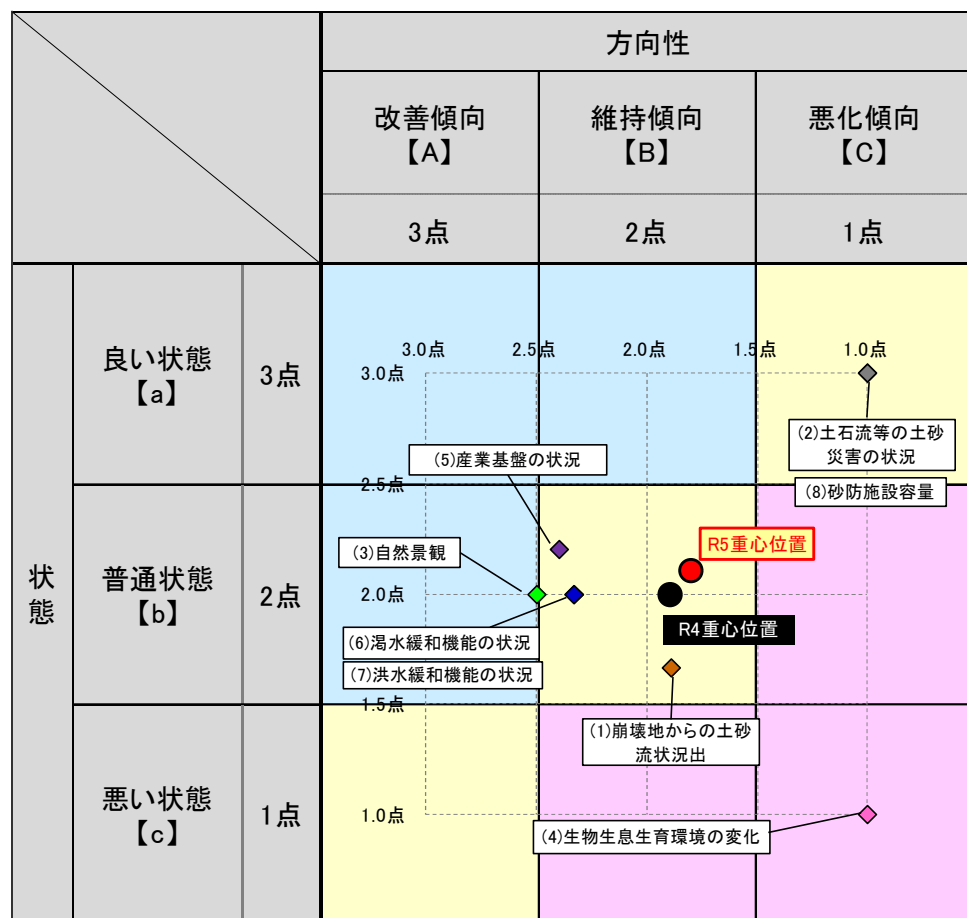 方向性
改善傾向
【A】
維持傾向
【B】
悪化傾向
【C】
3点
2点
1点
状態
良い状態
【a】
3点
普通状態
【b】
2点
悪い状態
【c】
1点
3.0点
2.5点
2.0点
1.5点
1.0点
3.0点
2.5点
2.0点
1.5点
1.0点
(2)土石流等の土砂
災害の状況
(8)砂防施設容量
(5)産業基盤の状況
(3)自然景観
R5重心位置
R4重心位置
(6)渇水緩和機能の状況
(7)洪水緩和機能の状況
(1)崩壊地からの土砂
流状況出
(4)生物生息生育環境の変化